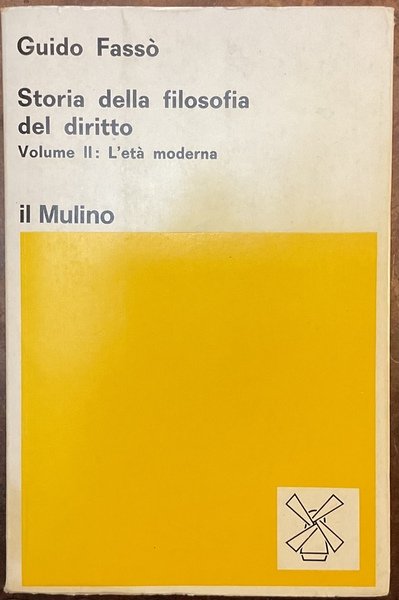 Guido Fassò
Storia della filosofia
del diritto
Volume II: L'età moderna
il Mulino